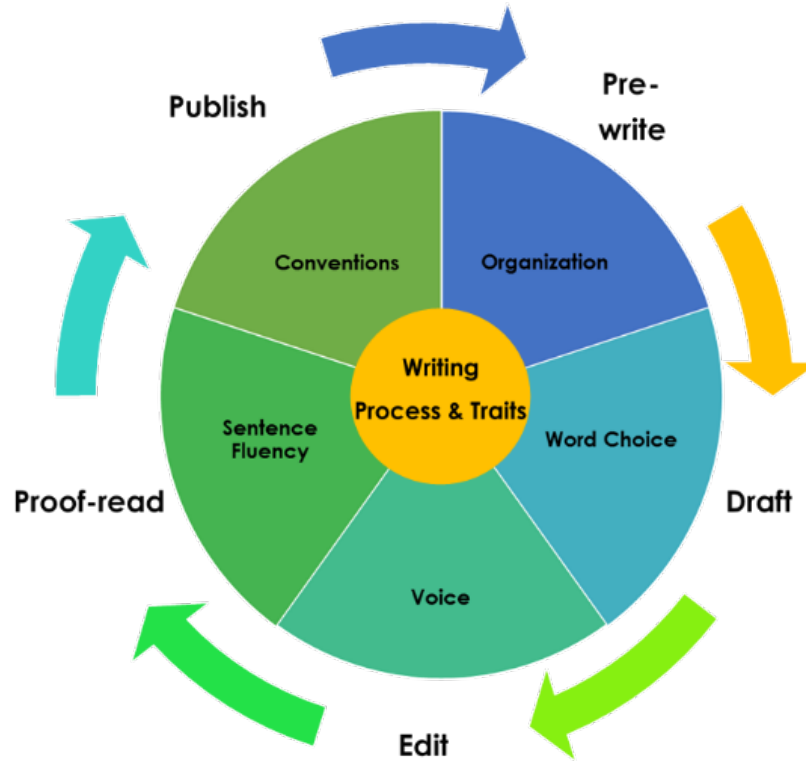 Publish
Pre-
write
Conventions
Organization
Writing
Process & Traits
Sentence
Fluency
Word Choice
Proof-read
Draft
Voice
Edit